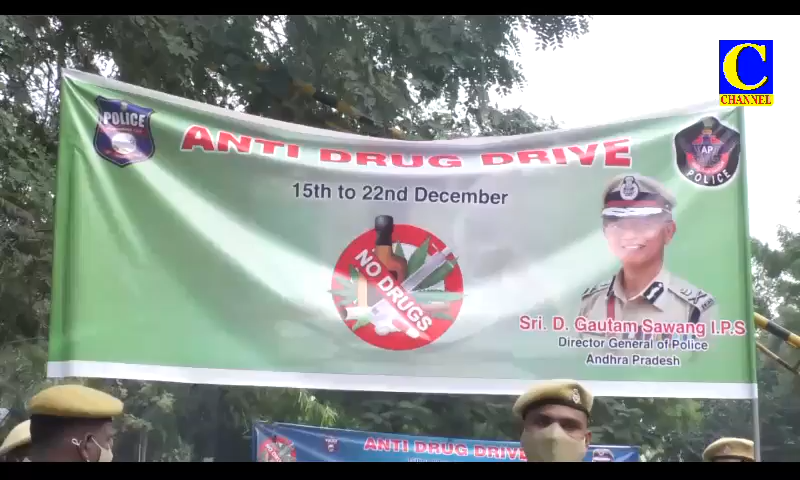 C
CHANNEL
POLICE
ANTI DRUG DRIVE
15th to 22nd December
AP
POLICE
NO DRUGS
Sri. D. Gautam Sawang I.P.S
Director General of Police
Andhra Pradesh
ANTI DRUG DRIVE